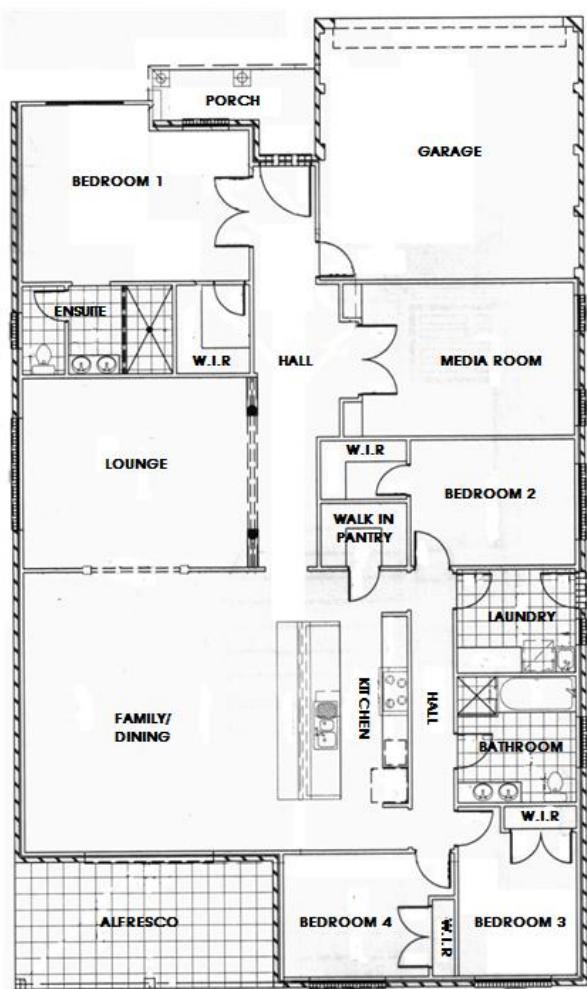 PORCH
GARAGE
BEDROOM 1
ENSUITE
W.I.R
HALL
MEDIA ROOM
LOUNGE
W.I.R
BEDROOM 2
WALK IN
PANTRY
LAUNDRY
FAMILY/
DINING
KITCHEN
HALL
BATHROOM
W.I.R
ALFRESCO
BEDROOM 4
W.I.R
BEDROOM 3